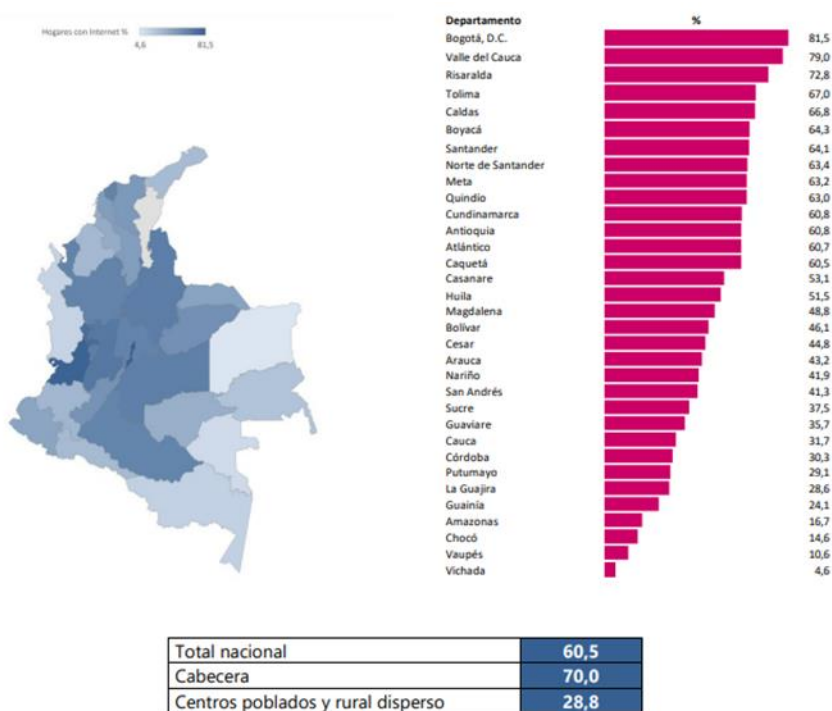 Hogares con Internet %
4,6 81,5
Departamento %
Bogotá, D.C. 81,5
Valle del Cauca 79,0
Risaralda 72,8
Tolima 67,0
Caldas 66,8
Boyacá 64,3
Santander 64,1
Norte de Santander 63,4
Meta 63,2
Quindío 63,0
Cundinamarca 60,8
Antioquia 60,8
Atlántico 60,7
Caquetá 60,5
Casanare 53,1
Huila 51,5
Magdalena 48,8
Bolívar 46,1
Cesar 44,8
Arauca 43,2
Nariño 41,9
San Andrés 41,3
Sucre 37,5
Guaviare 35,7
Cauca 31,7
Córdoba 30,3
Putumayo 29,1
La Guajira 28,6
Guainía 24,1
Amazonas 16,7
Chocó 14,6
Vaupés 10,6
Vichada 4,6
Total nacional 60,5
Cabecera 70,0
Centros poblados y rural disperso 28,8